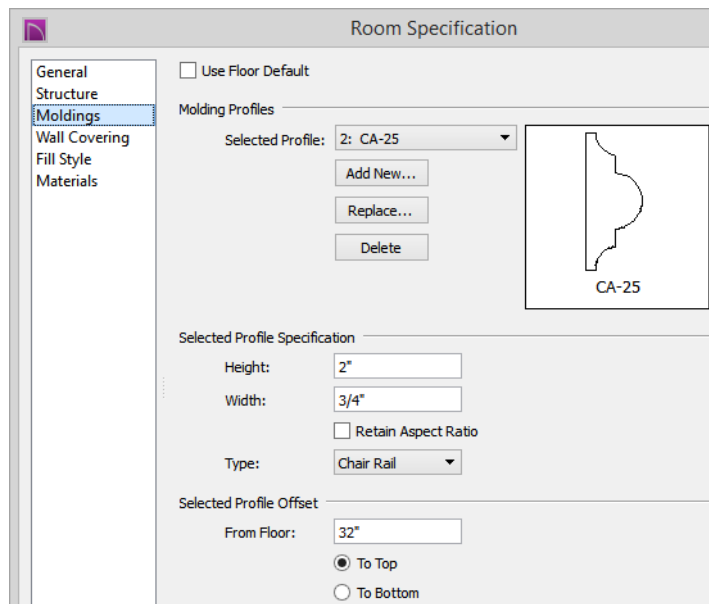 Room Specification
General
Structure
Moldings
Wall Covering
Fill Style
Materials
Use Floor Default
Molding Profiles
Selected Profile: 2: CA-25
Add New...
Replace...
Delete
CA-25
Selected Profile Specification
Height: 2"
Width: 3/4"
Retain Aspect Ratio
Type: Chair Rail
Selected Profile Offset
From Floor: 32"
To Top
To Bottom